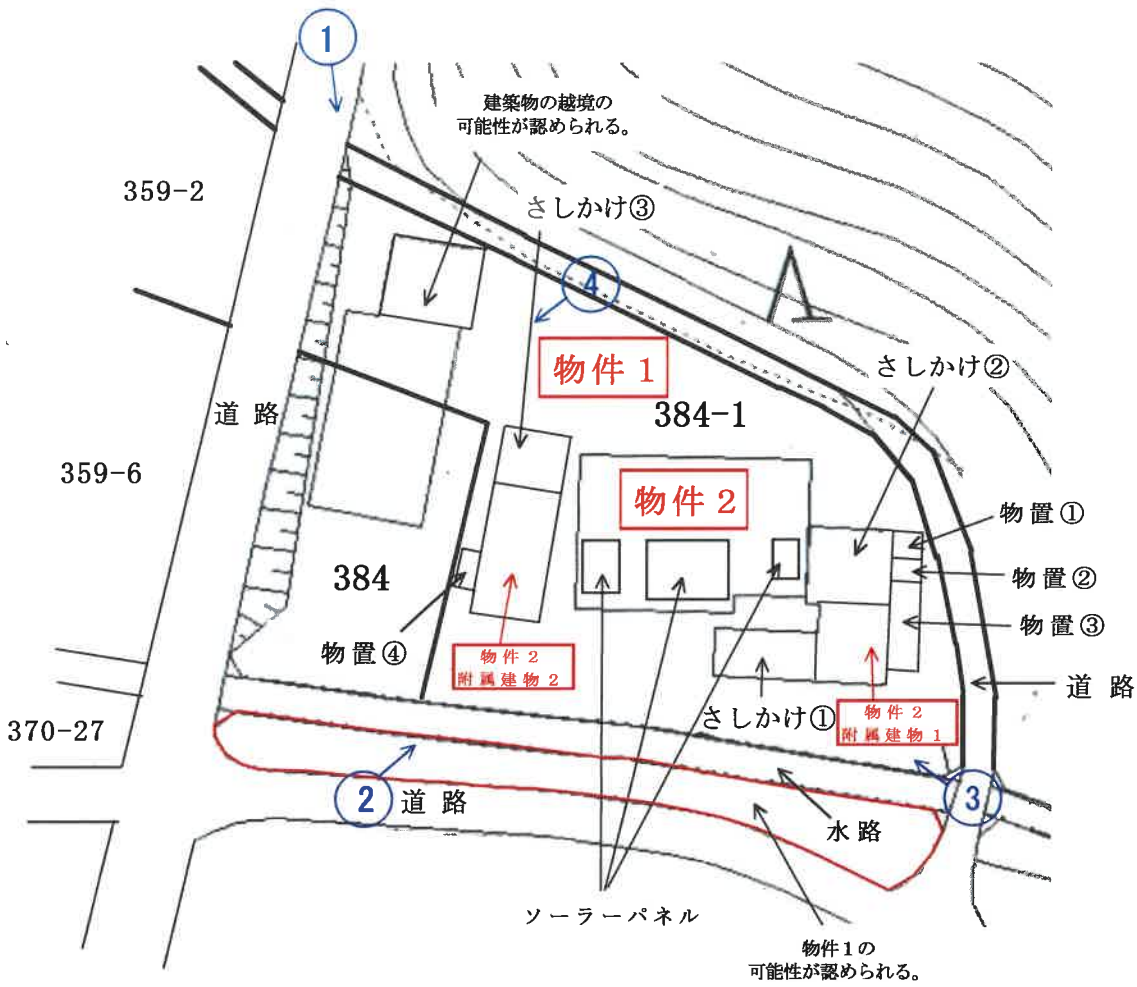 1
建築物の越境の
可能性が認められる。
359-2
さしかけ③
4
物件 1
さしかけ②
道 路
384-1
359-6
物件 2
物置①
384
物置②
物置③
物置④
物件 2
附属建物 2
道 路
さしかけ①
物件 2
附属建物 1
370-27
2
道 路
3
水路
ソーラーパネル
物件1の
可能性が認められる。